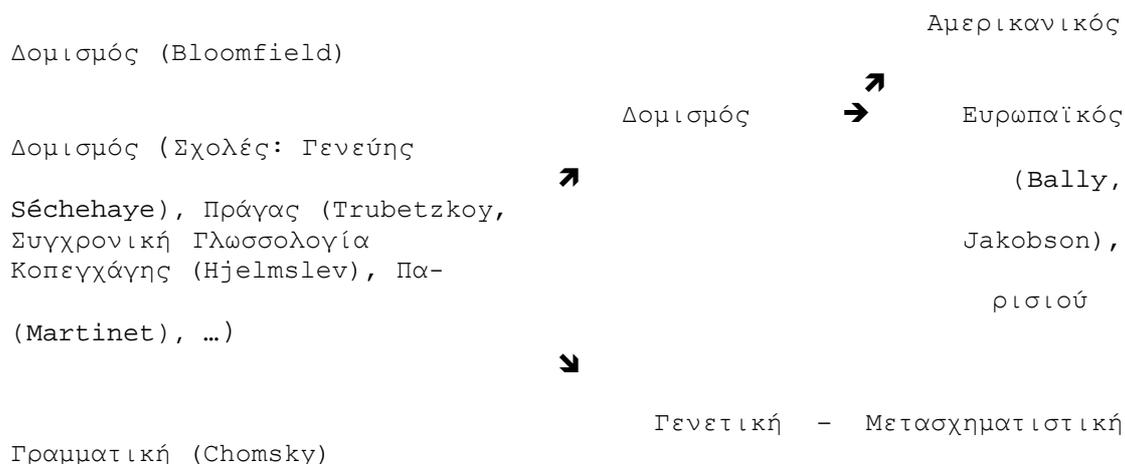 Αμερικανικός
Δομισμός (Bloomfield)
➔
Δομισμός ➔ Ευρωπαϊκός
Δομισμός (Σχολές: Γενεύης
➔ (Bally,
Séchehaye), Πράγας (Trubetzkoy,
Συγχρονική Γλωσσολογία Jakobson),
Κοπεγχάγης (Hjelmslev), Πα-
ρισιού
(Martinet), …)
➔
Γενετική – Μετασχηματιστική
Γραμματική (Chomsky)